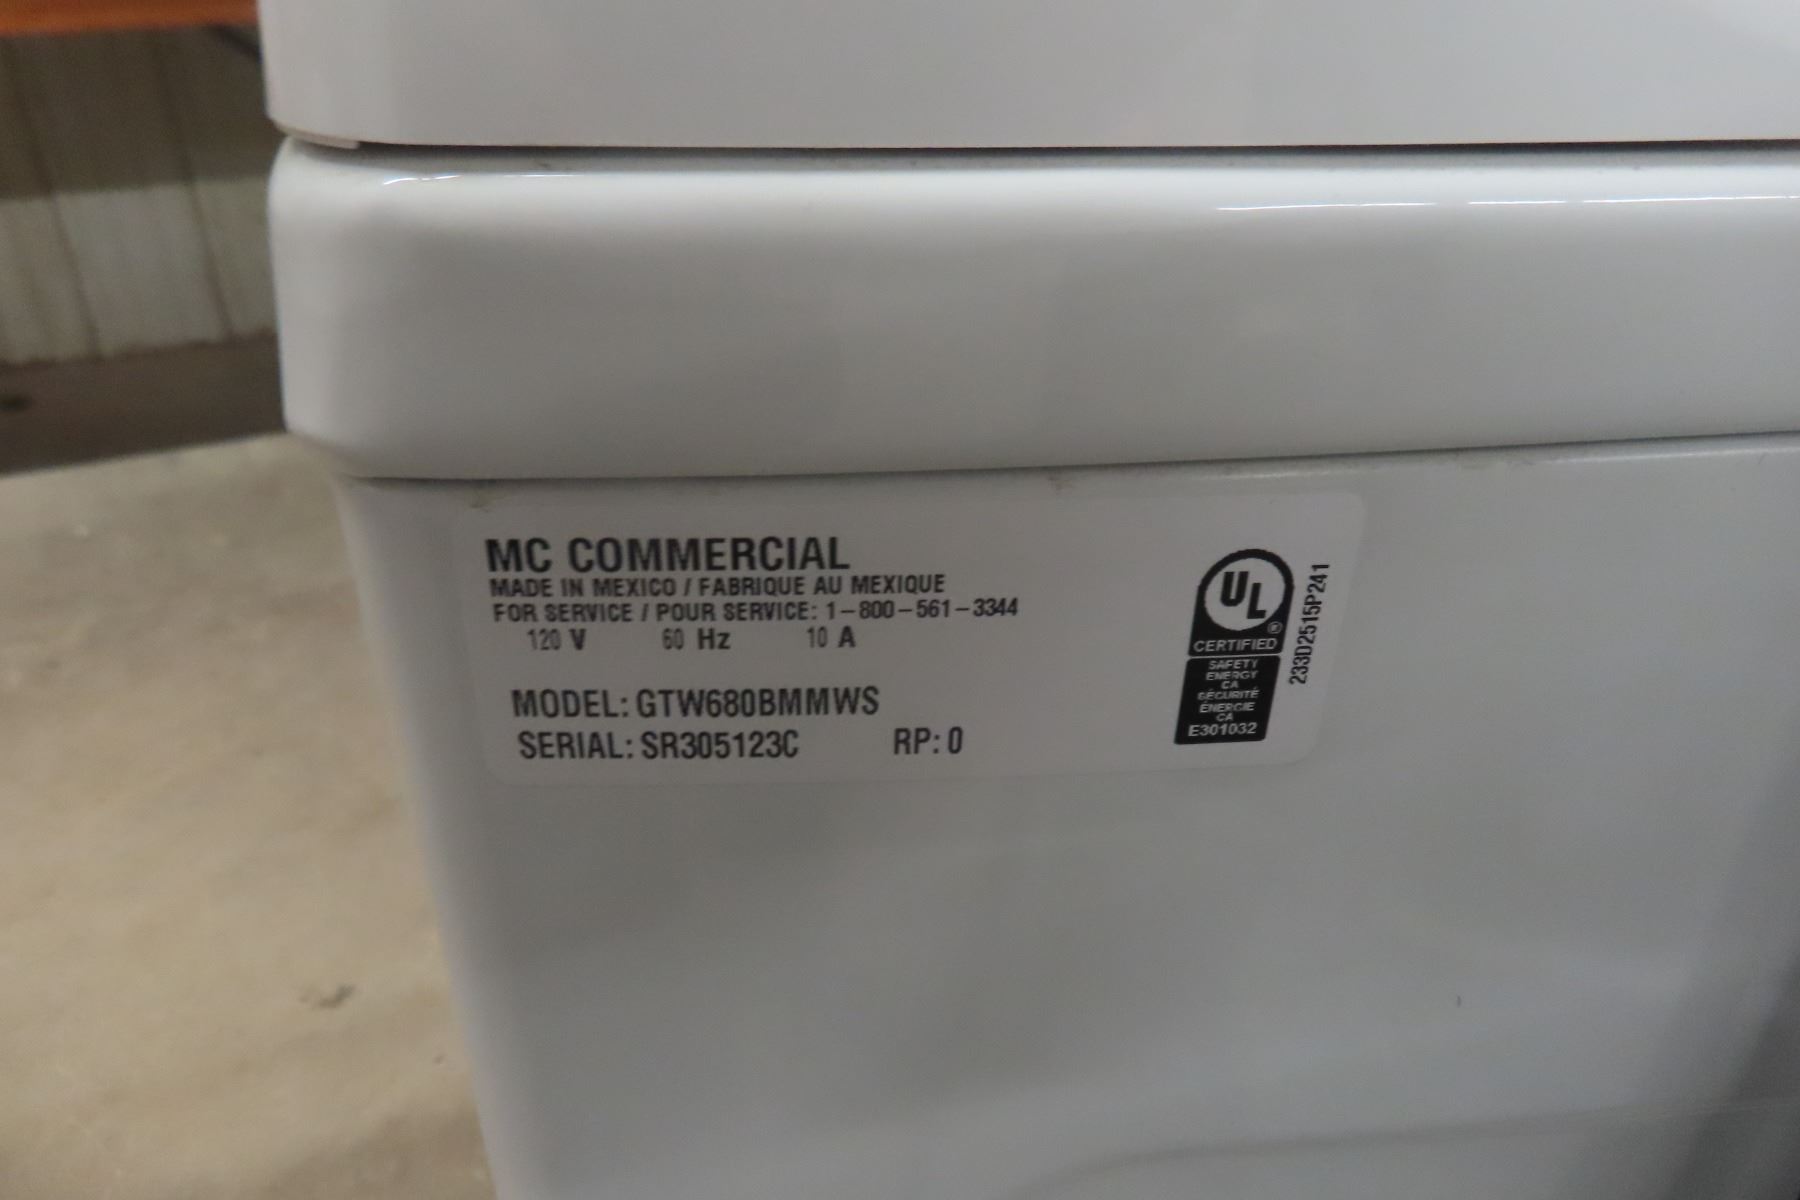 MC COMMERCIAL
MADE IN MEXICO / FABRIQUE AU MEXIQUE
FOR SERVICE / POUR SERVICE: 1-800-561-3344
120 V 60 Hz 10 A
MODEL: GTW680BMMWS
SERIAL: SR305123C RP: 0
UL ®
CERTIFIED
SAFETY
ENERGY
CA
SÉCURITÉ
ÉNERGIE
CA
E301032
233D2515P241